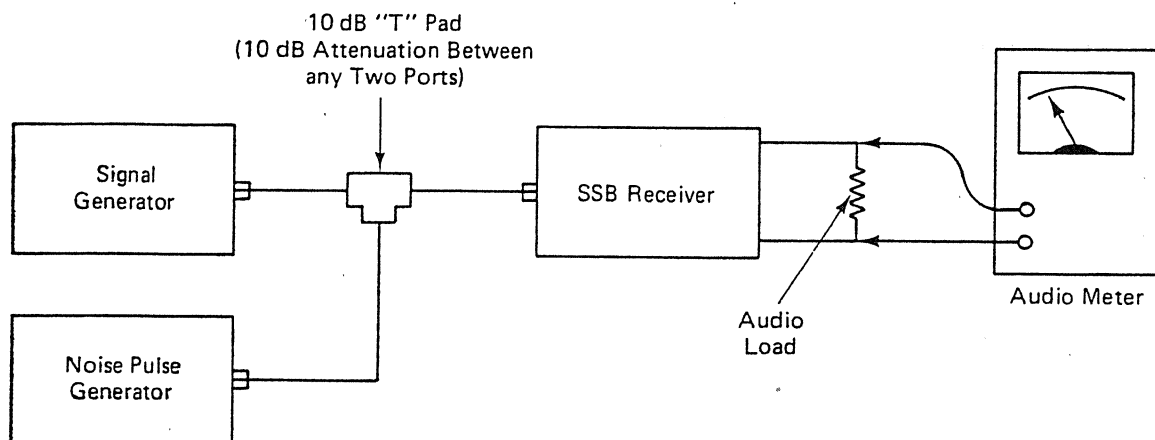 10 dB "T" Pad
(10 dB Attenuation Between
any Two Ports)
Signal
Generator
SSB Receiver
Audio Meter
Audio
Load
Noise Pulse
Generator